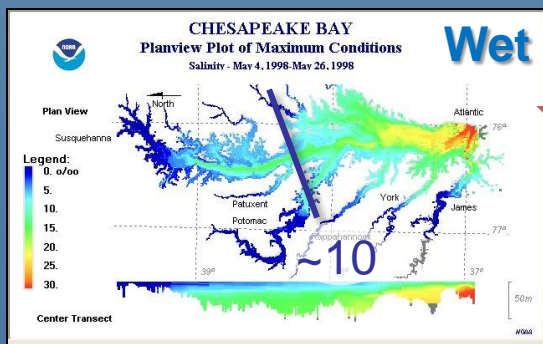 CHESAPEAKE BAY
Planview Plot of Maximum Conditions
Salinity - May 4, 1998-May 26, 1998
Wet
NOAA
North
Plan View
Atlantic
76°
Susquehanna
Legend:
0. o/oo
5.
10.
15.
20.
25.
30.
Patuxent
Potomac
York
James
Rappahannock
77°
~10
39°
38°
37°
50m
Center Transect
NOAA